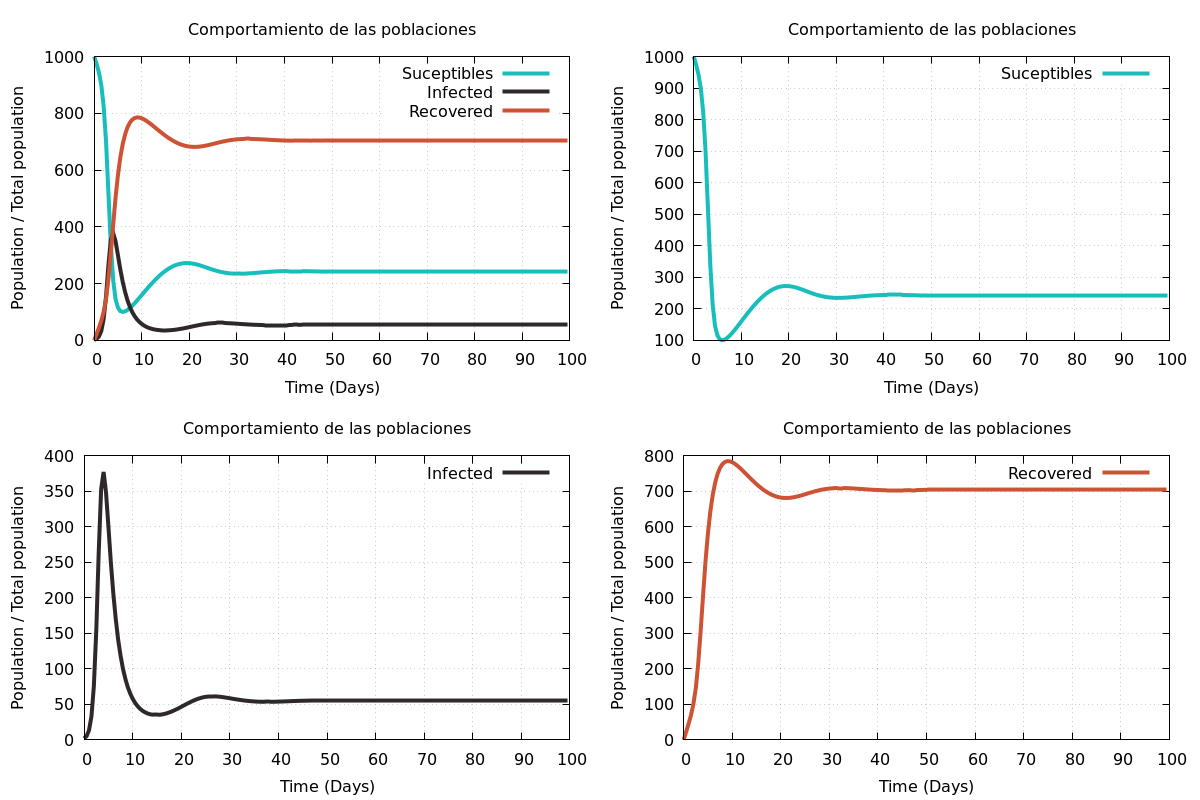 Comportamiento de las poblaciones
Population / Total population
1000
800
600
400
200
0
Suceptibles
Infected
Recovered
0 10 20 30 40 50 60 70 80 90 100
Time (Days)
Comportamiento de las poblaciones
Population / Total population
1000
900
800
700
600
500
400
300
200
100
Suceptibles
0 10 20 30 40 50 60 70 80 90 100
Time (Days)
Comportamiento de las poblaciones
Population / Total population
400
350
300
250
200
150
100
50
0
Infected
0 10 20 30 40 50 60 70 80 90 100
Time (Days)
Comportamiento de las poblaciones
Population / Total population
800
700
600
500
400
300
200
100
0
Recovered
0 10 20 30 40 50 60 70 80 90 100
Time (Days)